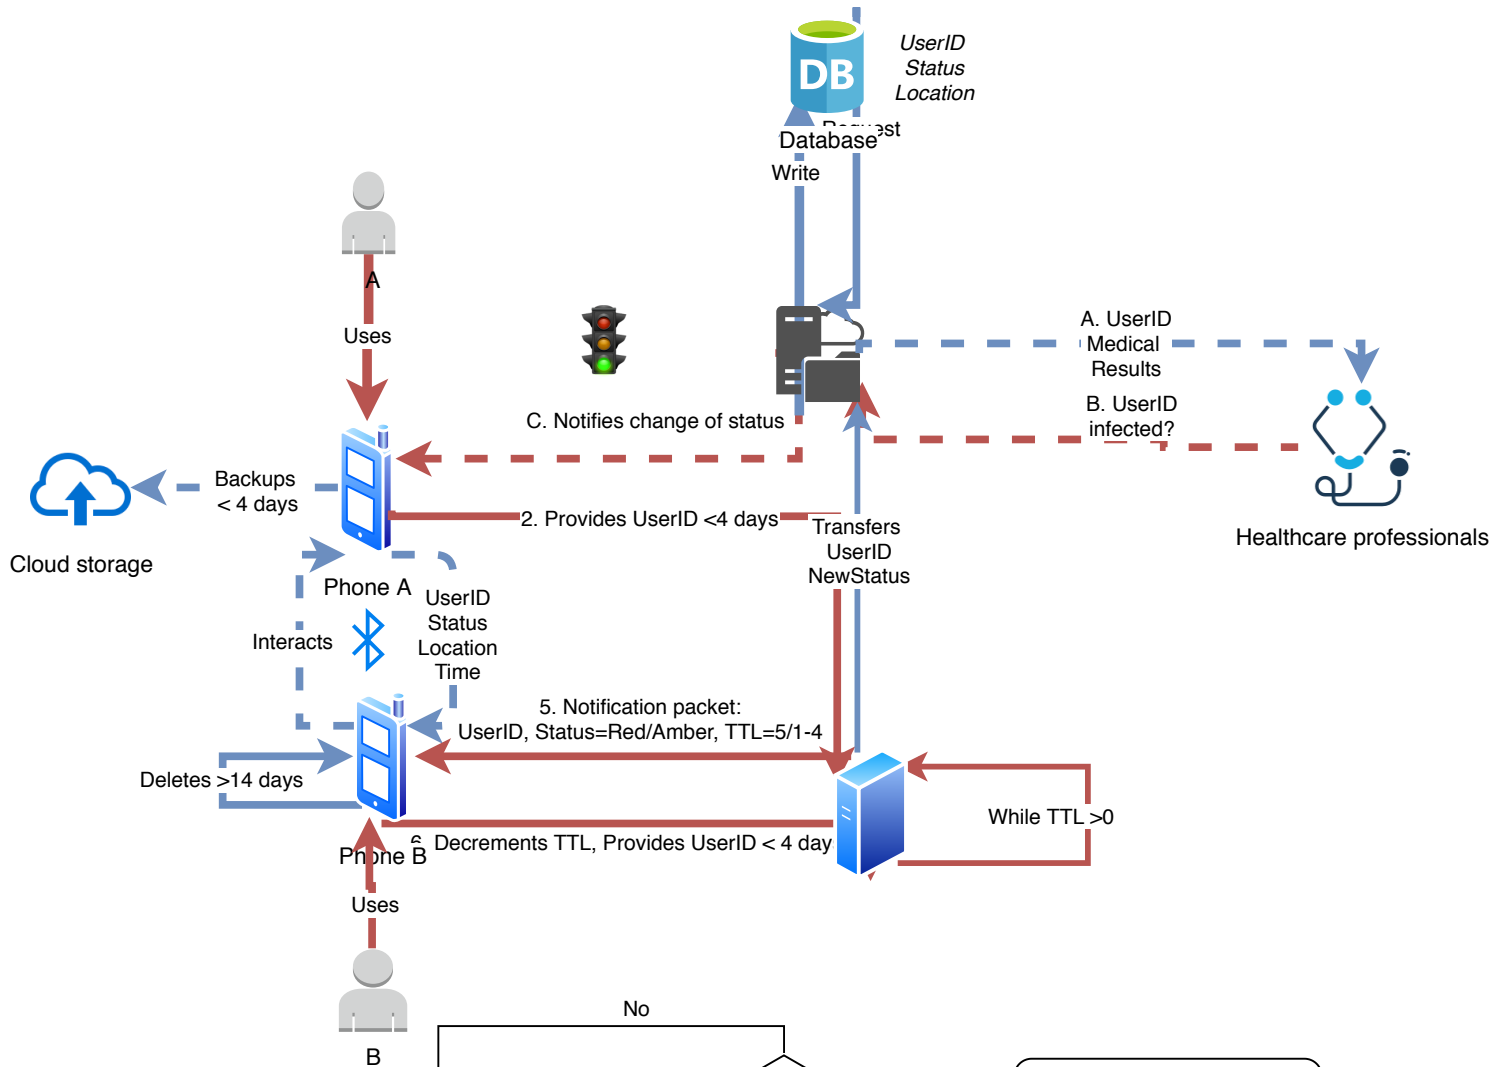 UserID
Status
Location
DB
Request
Database
Write
A
Uses
A. UserID
Medical
Results
B. UserID
infected?
C. Notifies change of status
Backups
< 4 days
2. Provides UserID <4 days
Transfers
UserID
NewStatus
Healthcare professionals
Cloud storage
Phone A
UserID
Status
Location
Time
Interacts
5. Notification packet:
UserID, Status=Red/Amber, TTL=5/1-4
Deletes >14 days
While TTL >0
6. Decrements TTL, Provides UserID < 4 day
Phone B
Uses
B
No